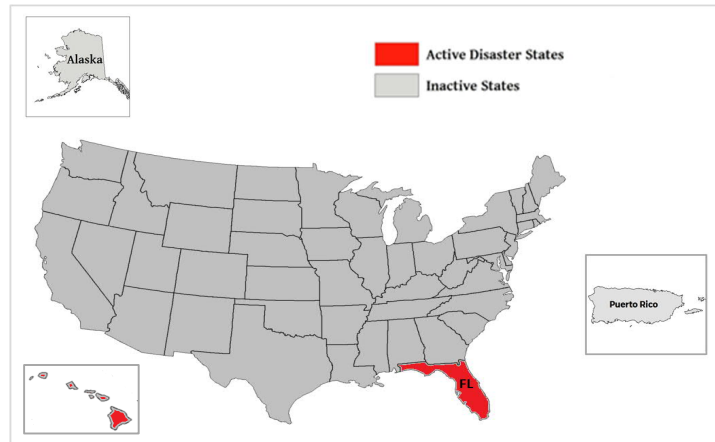 Alaska
Active Disaster States
Inactive States
Puerto Rico
FL